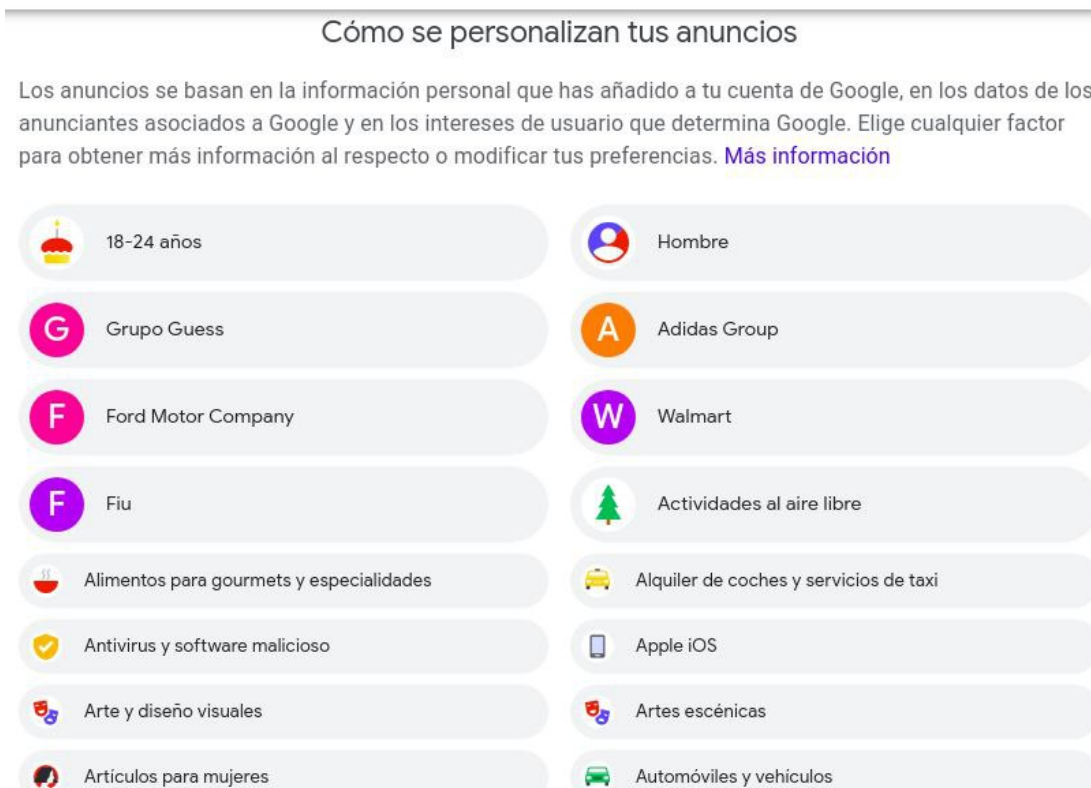 Cómo se personalizan tus anuncios
Los anuncios se basan en la información personal que has añadido a tu cuenta de Google, en los datos de los
anunciantes asociados a Google y en los intereses de usuario que determina Google. Elige cualquier factor
para obtener más información al respecto o modificar tus preferencias. Más información
18-24 años
Hombre
G Grupo Guess
A Adidas Group
F Ford Motor Company
W Walmart
F Fiu
Actividades al aire libre
Alimentos para gourmets y especialidades
Alquiler de coches y servicios de taxi
Antivirus y software malicioso
Apple iOS
Arte y diseño visuales
Artes escénicas
Artículos para mujeres
Automóviles y vehículos